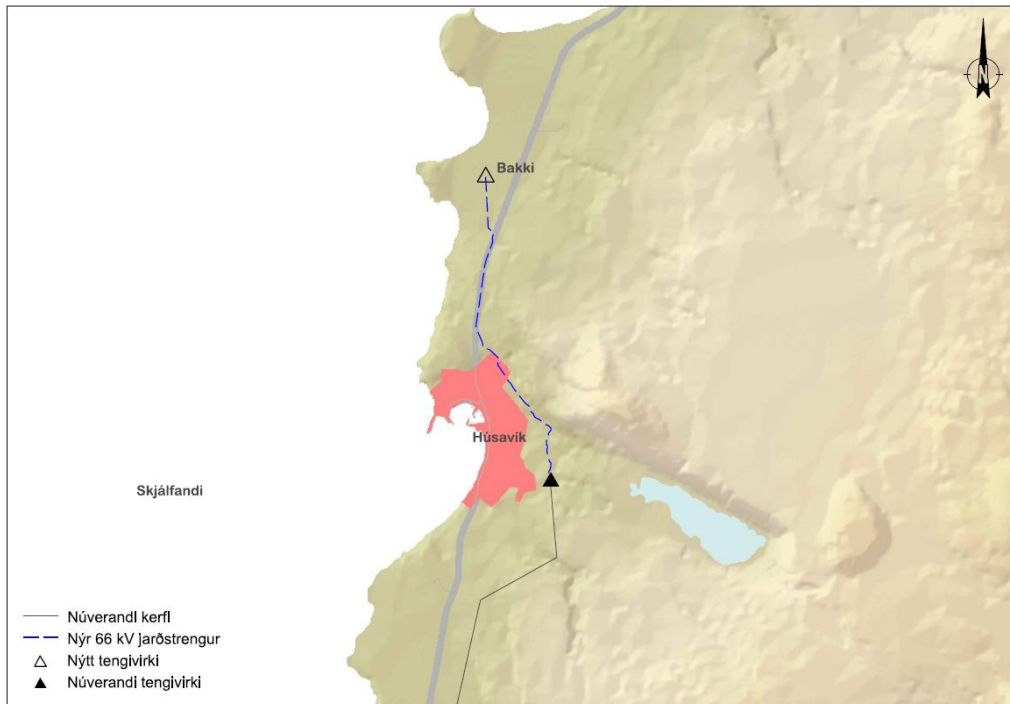 N
Bakki
Húsavík
Skjálfandi
Núverandi kerfi
Nýr 66 kV jarðstrengur
Nýtt tengivirki
Núverandi tengivirki